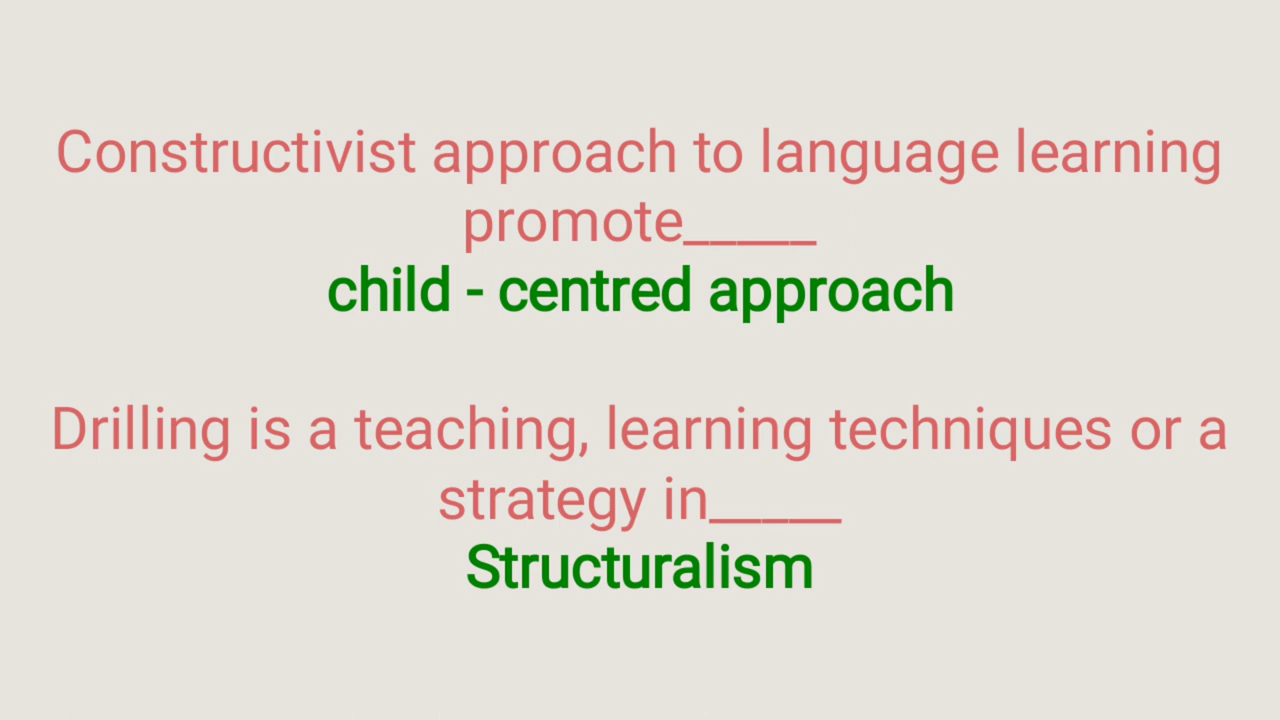 Constructivist approach to language learning
promote_____
child - centred approach
Drilling is a teaching, learning techniques or a
strategy in_____
Structuralism